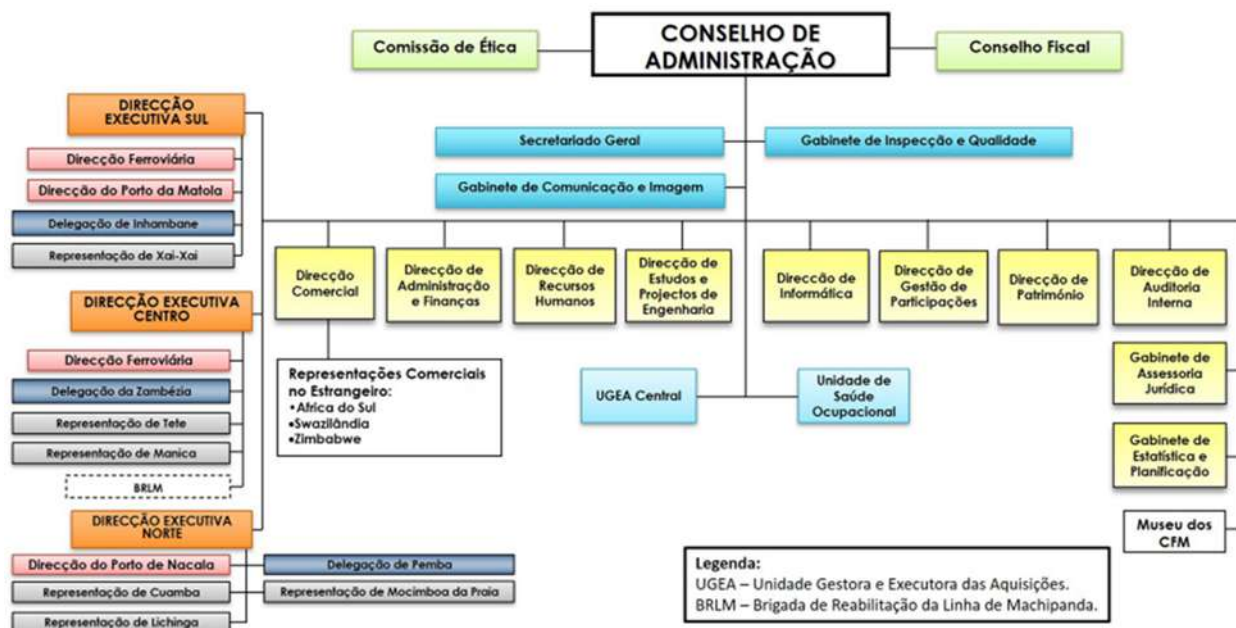 CONSELHO DE
ADMINISTRAÇÃO
Comissão de Ética
Conselho Fiscal
Secretariado Geral
Gabinete de Inspecção e Qualidade
Gabinete de Comunicação e Imagem
DIRECÇÃO
EXECUTIVA SUL
Direcção Ferroviária
Direcção do Porto da Matola
Delegação de Inhambane
Representação de Xai-Xai
DIRECÇÃO EXECUTIVA
CENTRO
Direcção Ferroviária
Delegação da Zambézia
Representação de Tete
Representação de Manica
BRLM
DIRECÇÃO EXECUTIVA
NORTE
Direcção do Porto de Nacala
Delegação de Pemba
Representação de Cuamba
Representação de Mocimboa da Praia
Representação de Lichinga
Direcção
Comercial
Direcção de
Administração
e Finanças
Direcção de
Recursos
Humanos
Direcção de
Estudos e
Projectos de
Engenharia
Direccão de
Informática
Direcção de
Gestão de
Participações
Direcção de
Património
Direcção de
Auditoria
Interna
Representações Comerciais
no Estrangeiro:
•Africa do Sul
•Swazilândia
•Zimbabwe
UGEA Central
Unidade de
Saúde
Ocupacional
Gabinete de
Assessoria
Jurídica
Gabinete de
Estatística e
Planificação
Museu dos
CFM
Legenda:
UGEA – Unidade Gestora e Executora das Aquisições.
BRLM – Brigada de Reabilitação da Linha de Machipanda.